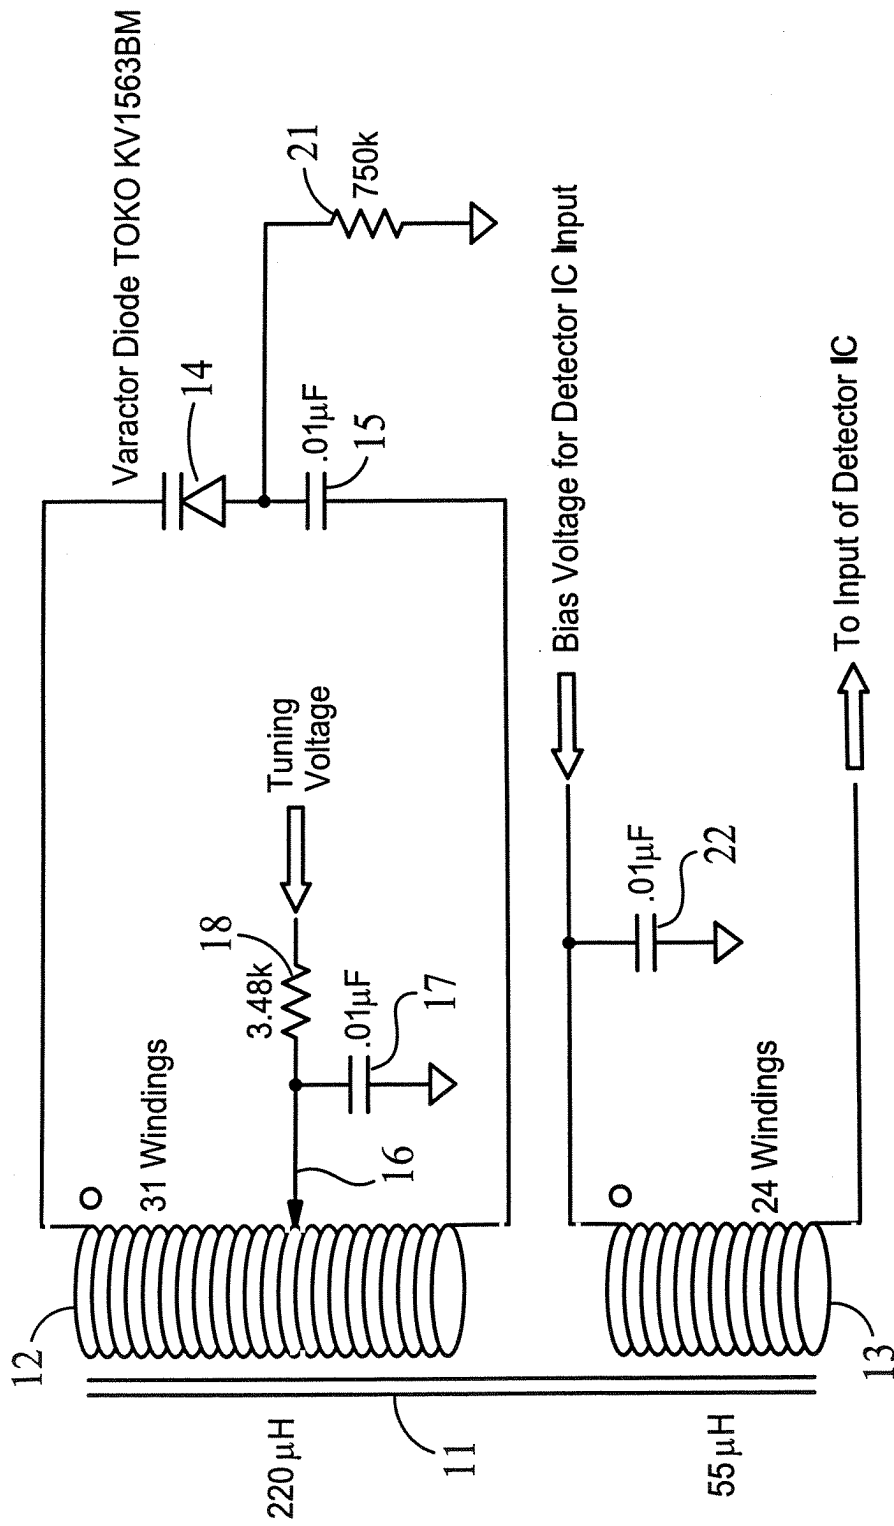 Varactor Diode TOKO KV1563BM
14
.01µF
15
21
750k
31 Windings
12
Tuning
Voltage
18
3.48k
.01µF
17
16
220µH
11
Bias Voltage for Detector IC Input
.01µF
22
24 Windings
To Input of Detector IC
55µH
13